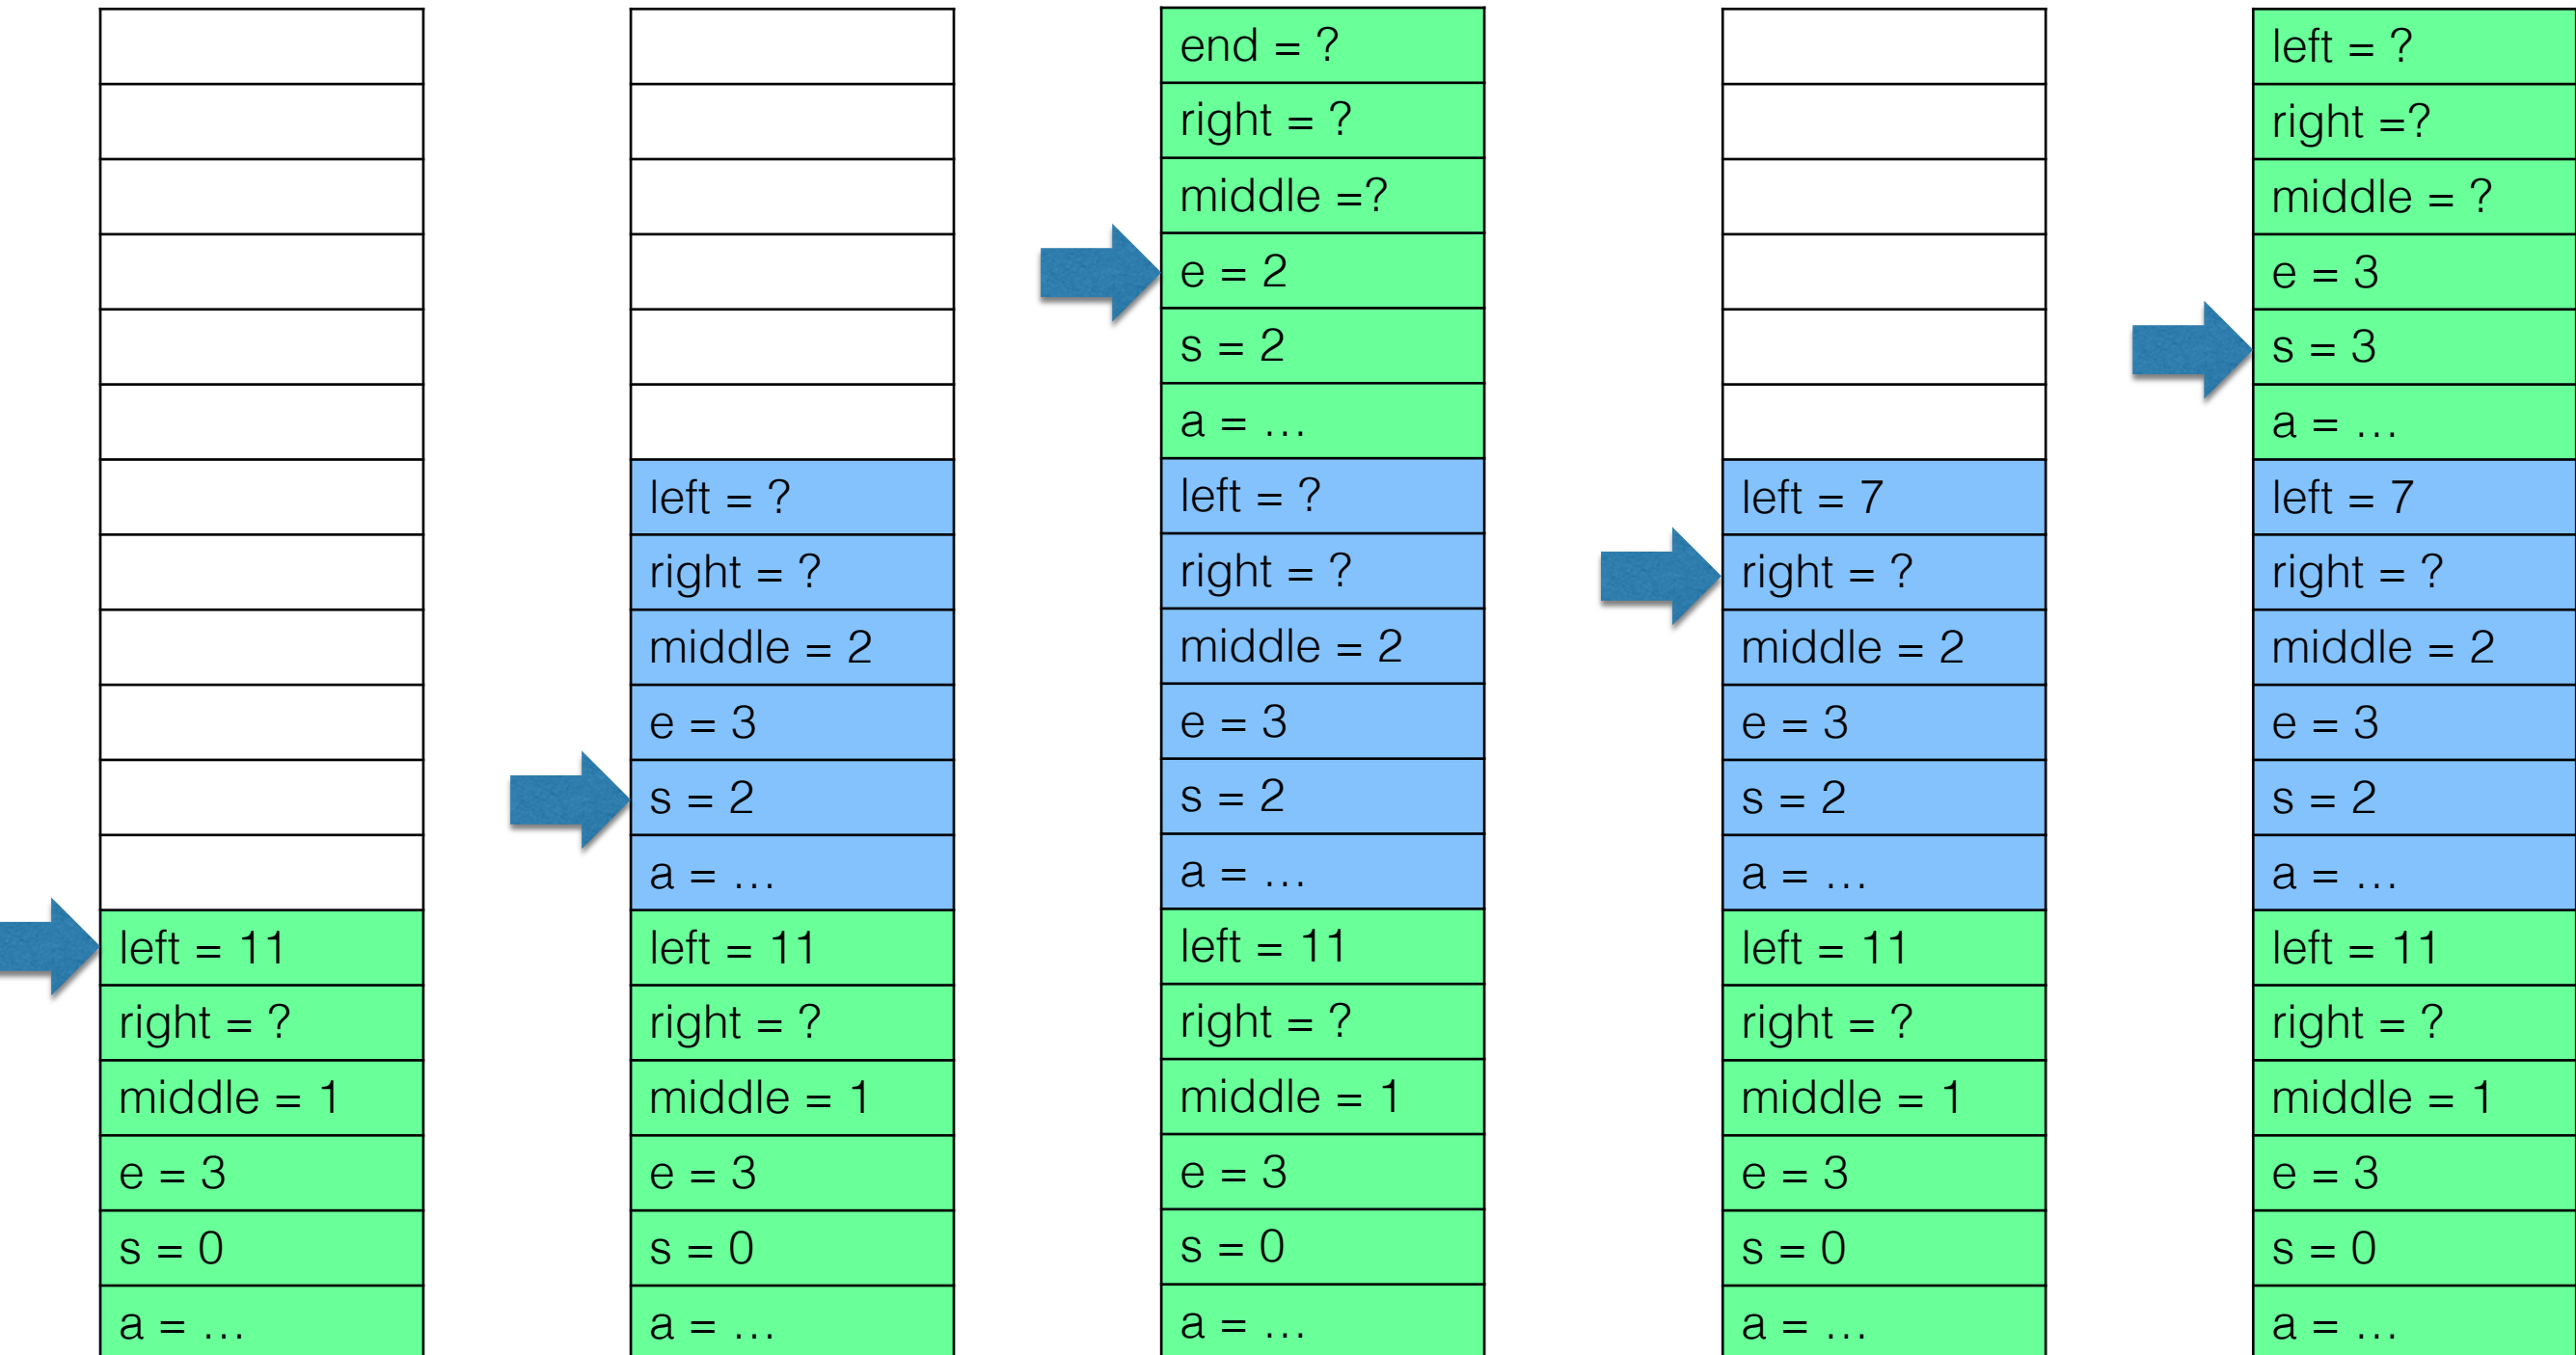 left = 11
right = ?
middle = 1
e = 3
s = 0
a = …
left = ?
right = ?
middle = 2
e = 3
s = 2
a = …
left = 11
right = ?
middle = 1
e = 3
s = 0
a = …
end = ?
right = ?
middle =?
e = 2
s = 2
a = …
left = ?
right = ?
middle = 2
e = 3
s = 2
a = …
left = 11
right = ?
middle = 1
e = 3
s = 0
a = …
left = 7
right = ?
middle = 2
e = 3
s = 2
a = …
left = 11
right = ?
middle = 1
e = 3
s = 0
a = …
left = ?
right =?
middle = ?
e = 3
s = 3
a = …
left = 7
right = ?
middle = 2
e = 3
s = 2
a = …
left = 11
right = ?
middle = 1
e = 3
s = 0
a = …